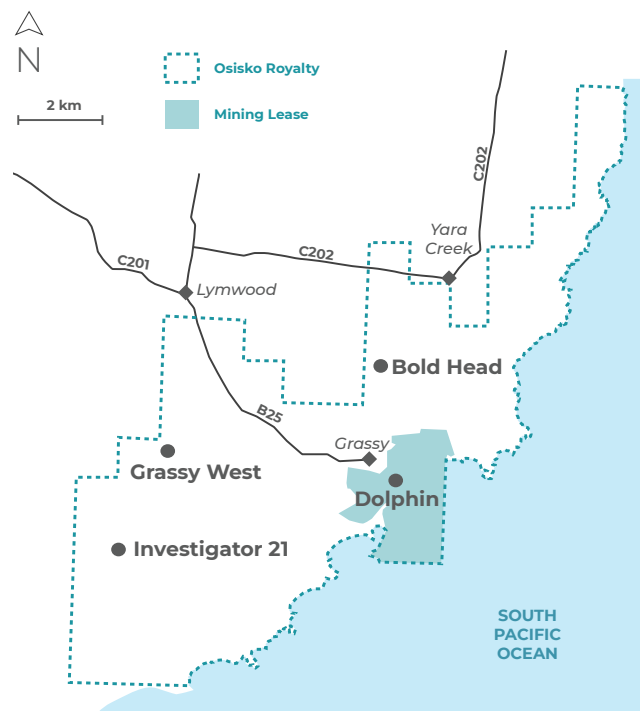 N
2 km
Osisko Royalty
Mining Lease
C202
Yara
Creek
C201
C202
Lymwood
Bold Head
B25
Grassy
Grassy West
Dolphin
Investigator 21
SOUTH
PACIFIC
OCEAN